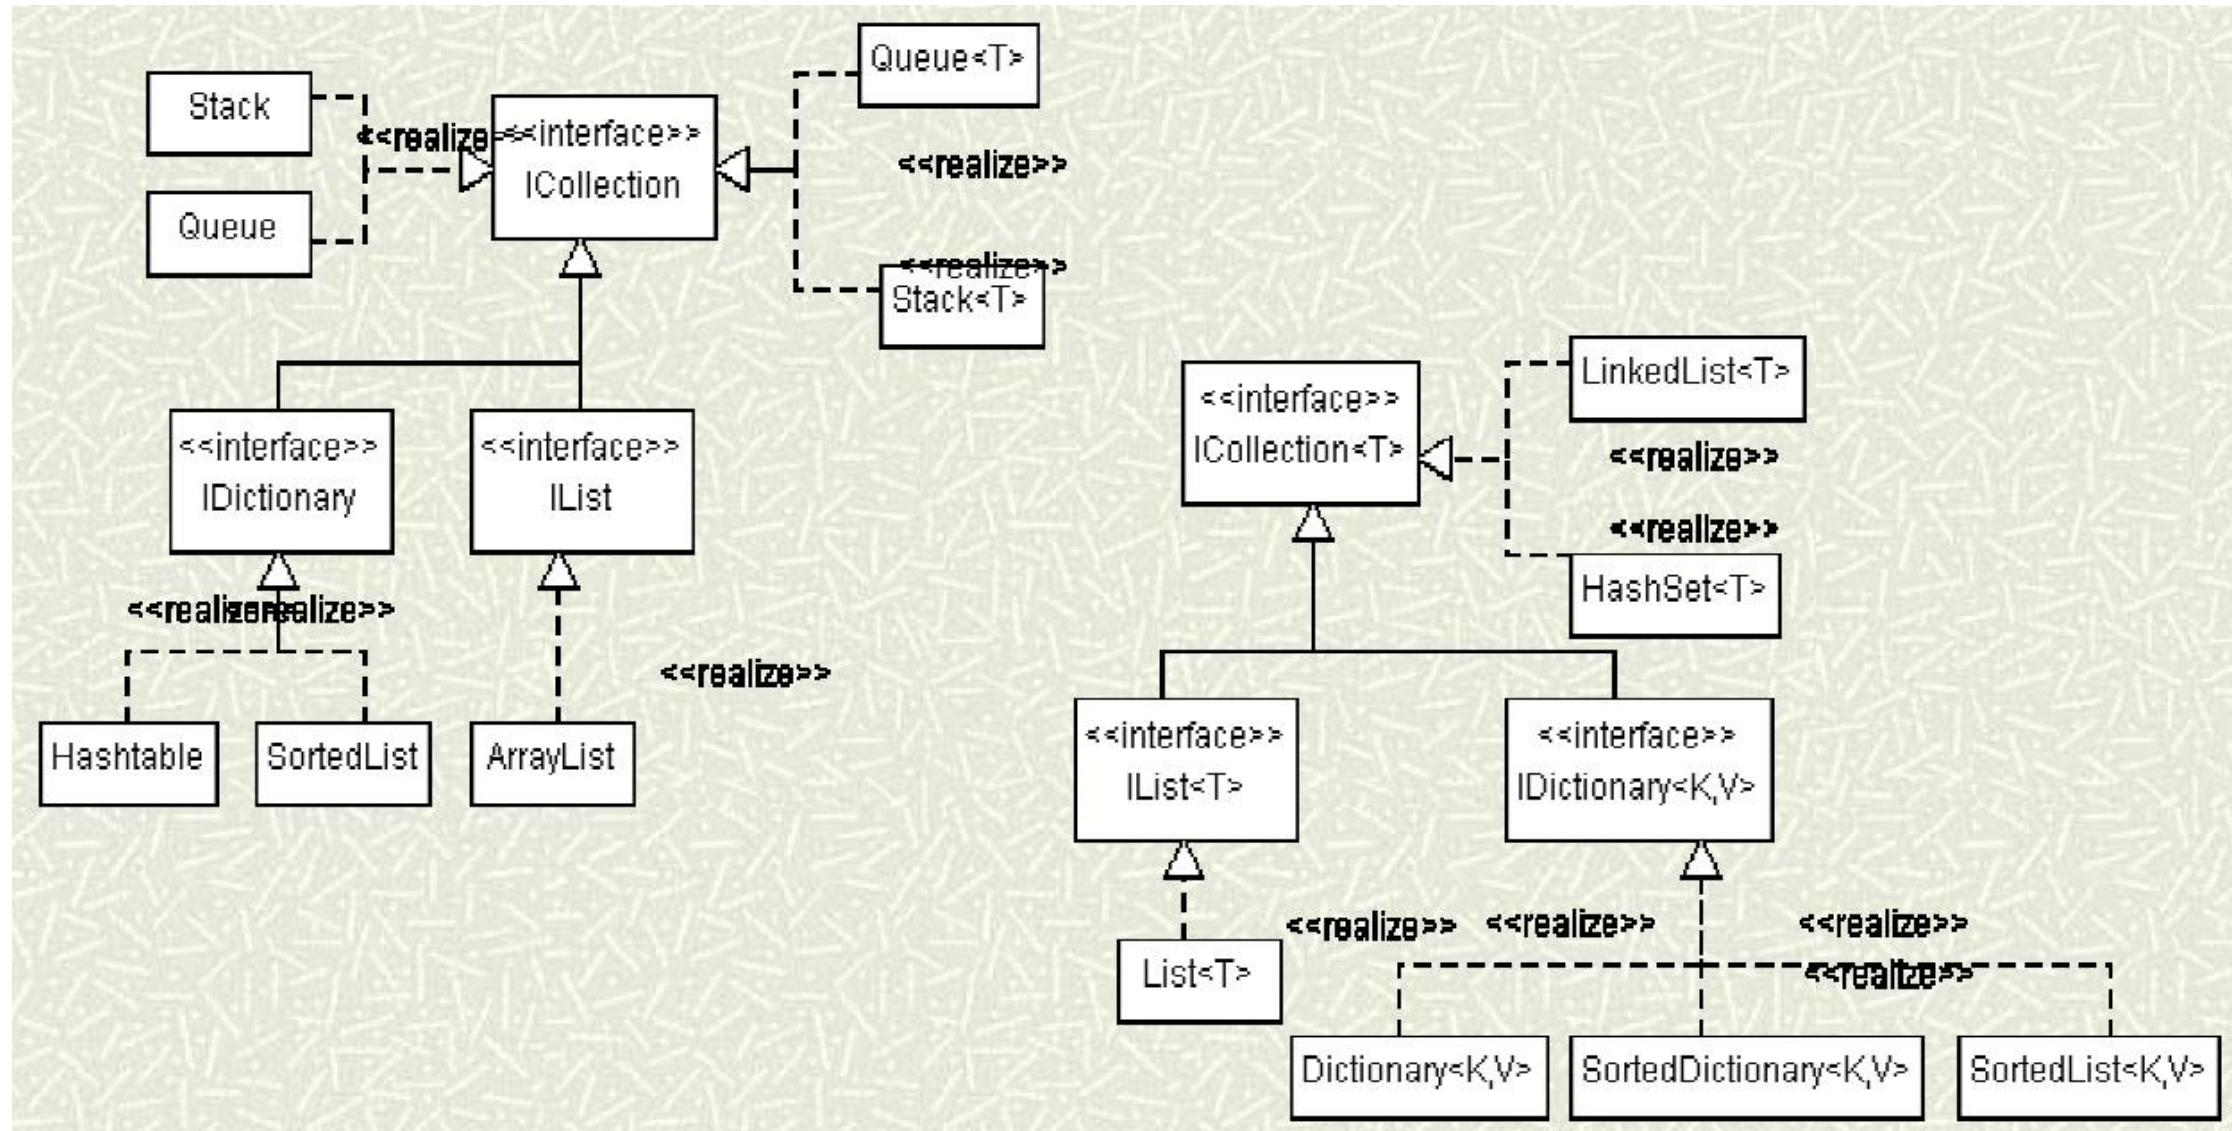 Queue<T>
Stack
<<realize
<<interface>>
ICollection
<<realize>>
Queue
<<realize>>
Stack<T>
LinkedList<T>
<<interface>>
ICollection<T>
<<realize>>
<<realize>>
HashSet<T>
<<interface>>
IDictionary
<<interface>>
IList
<<realize
realize>>
<<realize>>
Hashtable
SortedList
ArrayList
<<interface>>
IList<T>
<<interface>>
IDictionary<K,V>
<<realize>>
<<realize>>
<<realize>>
<<realize>>
List<T>
Dictionary<K,V>
SortedDictionary<K,V>
SortedList<K,V>